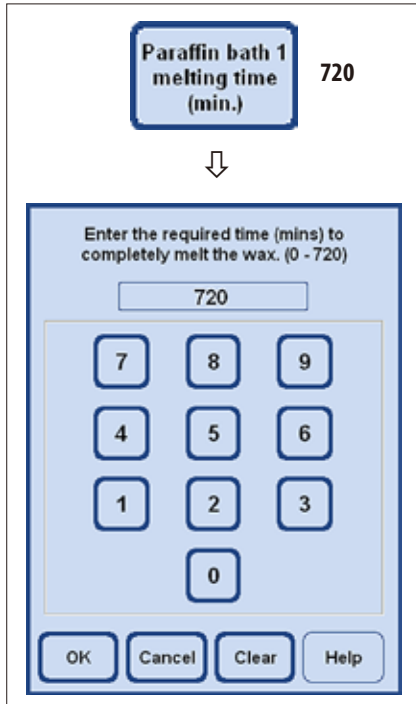 Paraffin bath 1
melting time
(min.)
720
Enter the required time (mins) to
completely melt the wax. (0 - 720)
720
7 8 9
4 5 6
1 2 3
0
OK Cancel Clear Help